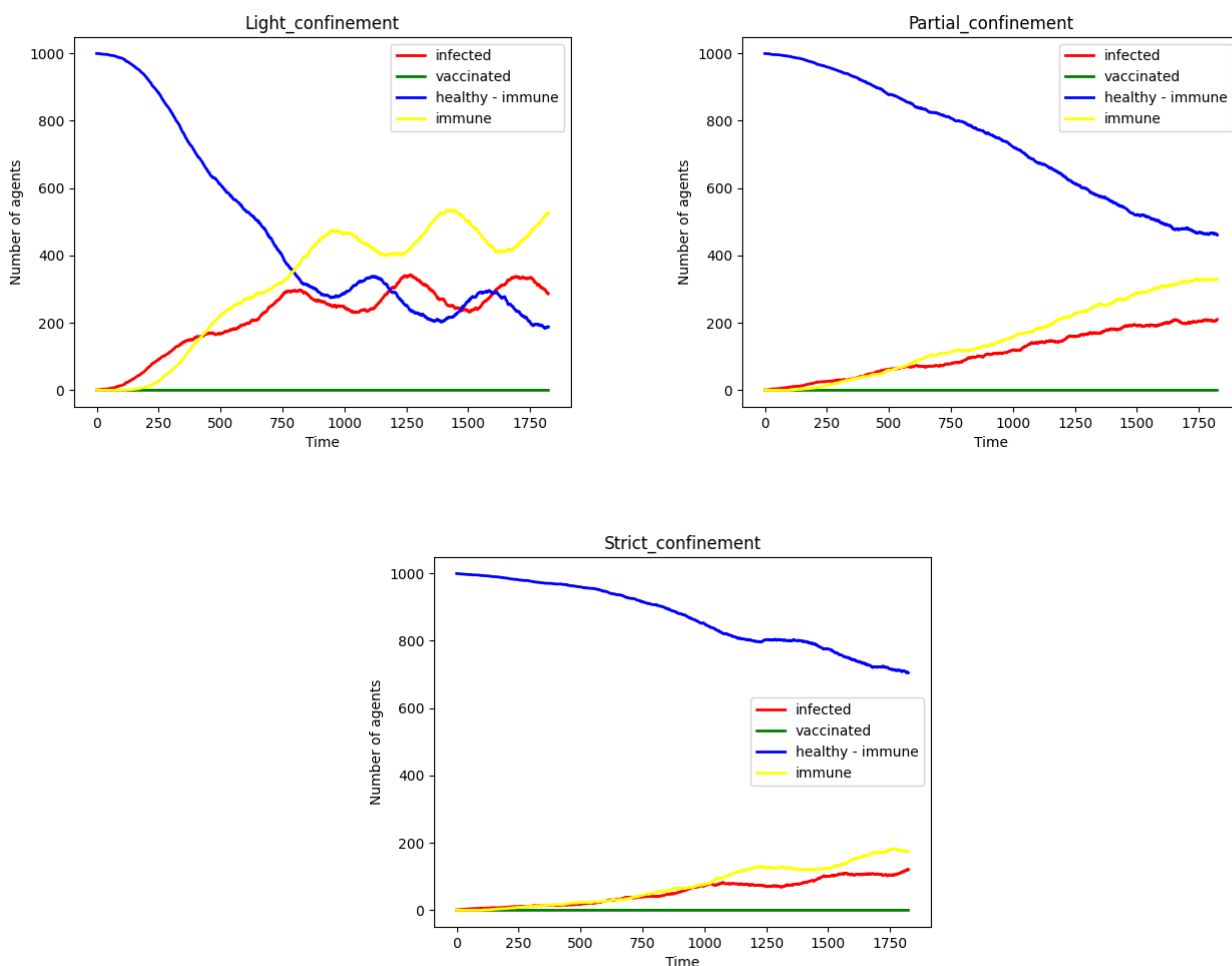 Light_confinement
Number of agents
1000
800
600
400
200
0
infected
vaccinated
healthy - immune
immune
0 250 500 750 1000 1250 1500 1750
Time
Partial_confinement
Number of agents
1000
800
600
400
200
0
infected
vaccinated
healthy - immune
immune
0 250 500 750 1000 1250 1500 1750
Time
Strict_confinement
Number of agents
1000
800
600
400
200
0
infected
vaccinated
healthy - immune
immune
0 250 500 750 1000 1250 1500 1750
Time